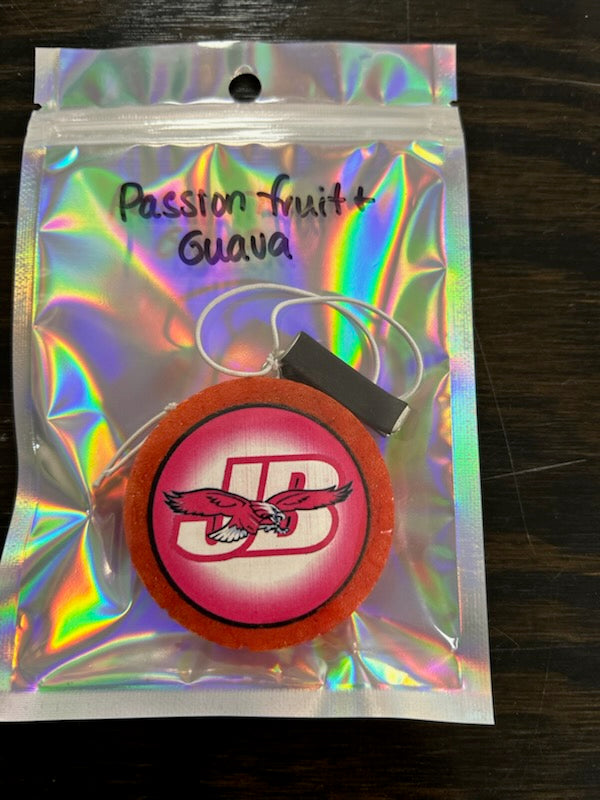 Passion fruit +
Guava
JB